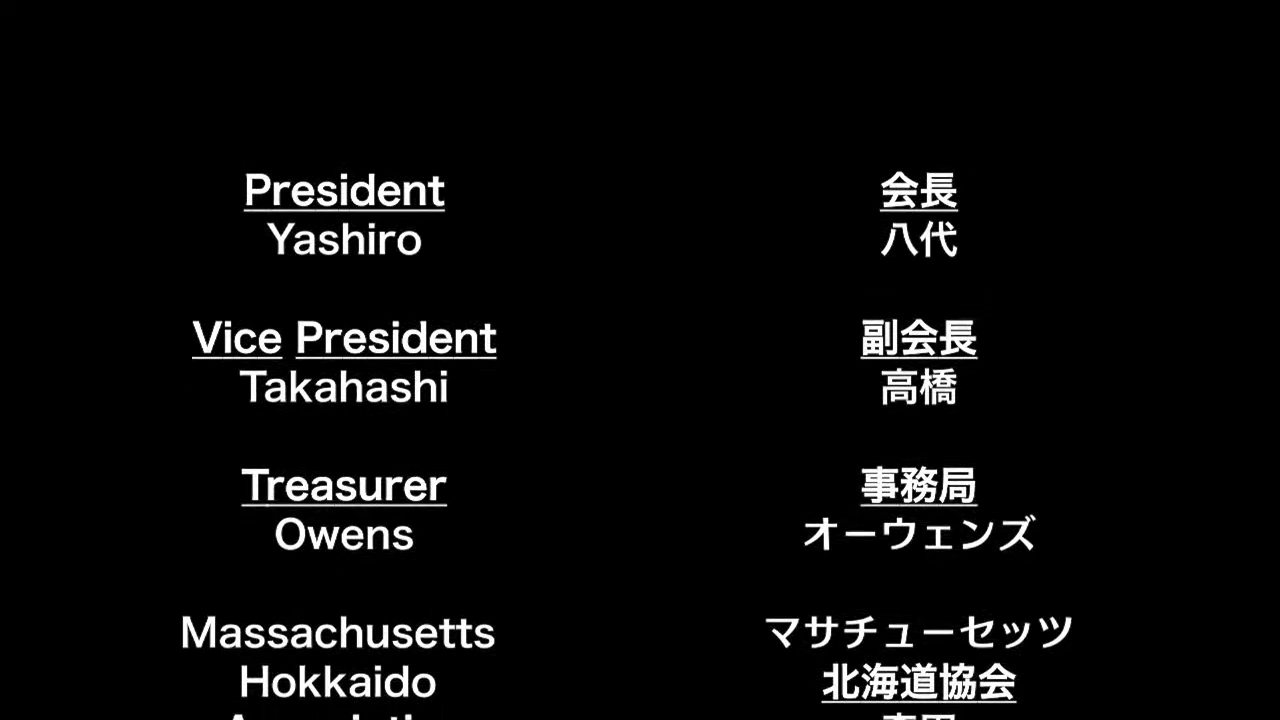 President
Yashiro
Vice President
Takahashi
Treasurer
Owens
Massachusetts
Hokkaido
会長
八代
副会長
高橋
事務局
オーウェンズ
マサチューセッツ
北海道協会